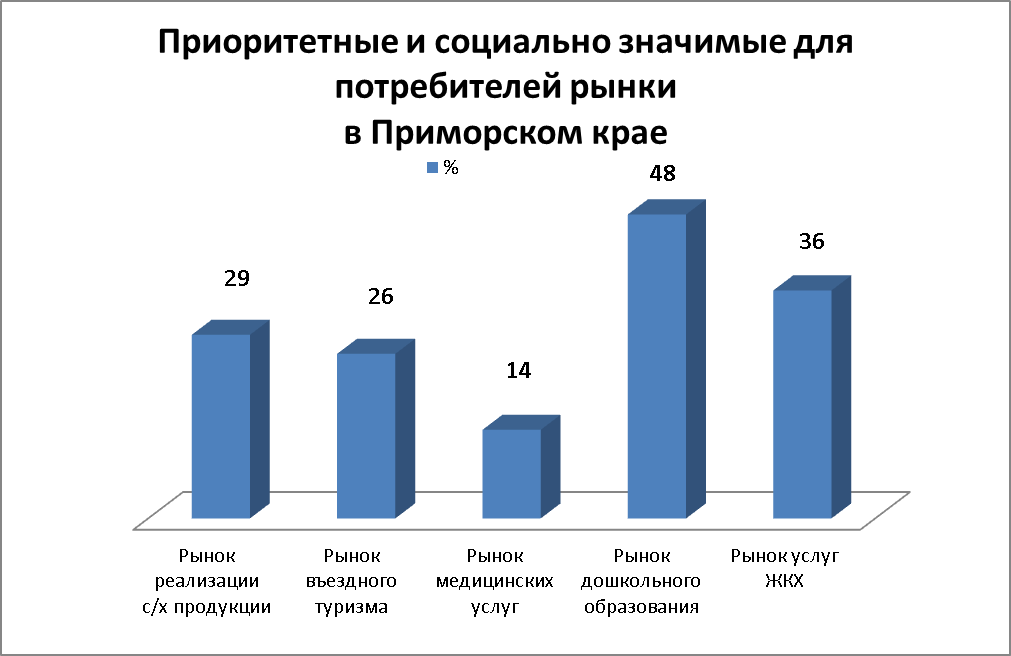 Приоритетные и социально значимые для
потребителей рынки
в Приморском крае
%
29
26
14
48
36
Рынок
реализации
с/х продукции
Рынок
въездного
туризма
Рынок
медицинских
услуг
Рынок
дошкольного
образования
Рынок услуг
ЖКХ